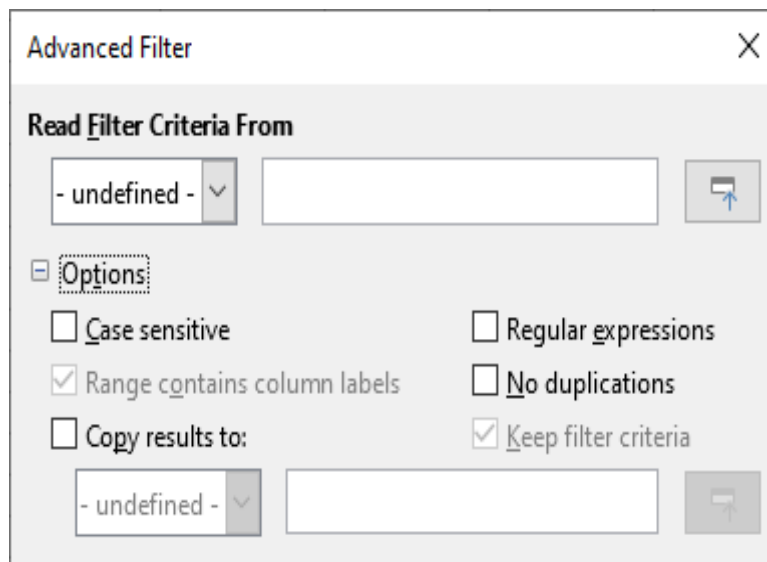 Advanced Filter
Read Filter Criteria From
- undefined -
Options
Case sensitive
Regular expressions
Range contains column labels
No duplications
Copy results to:
Keep filter criteria
- undefined -